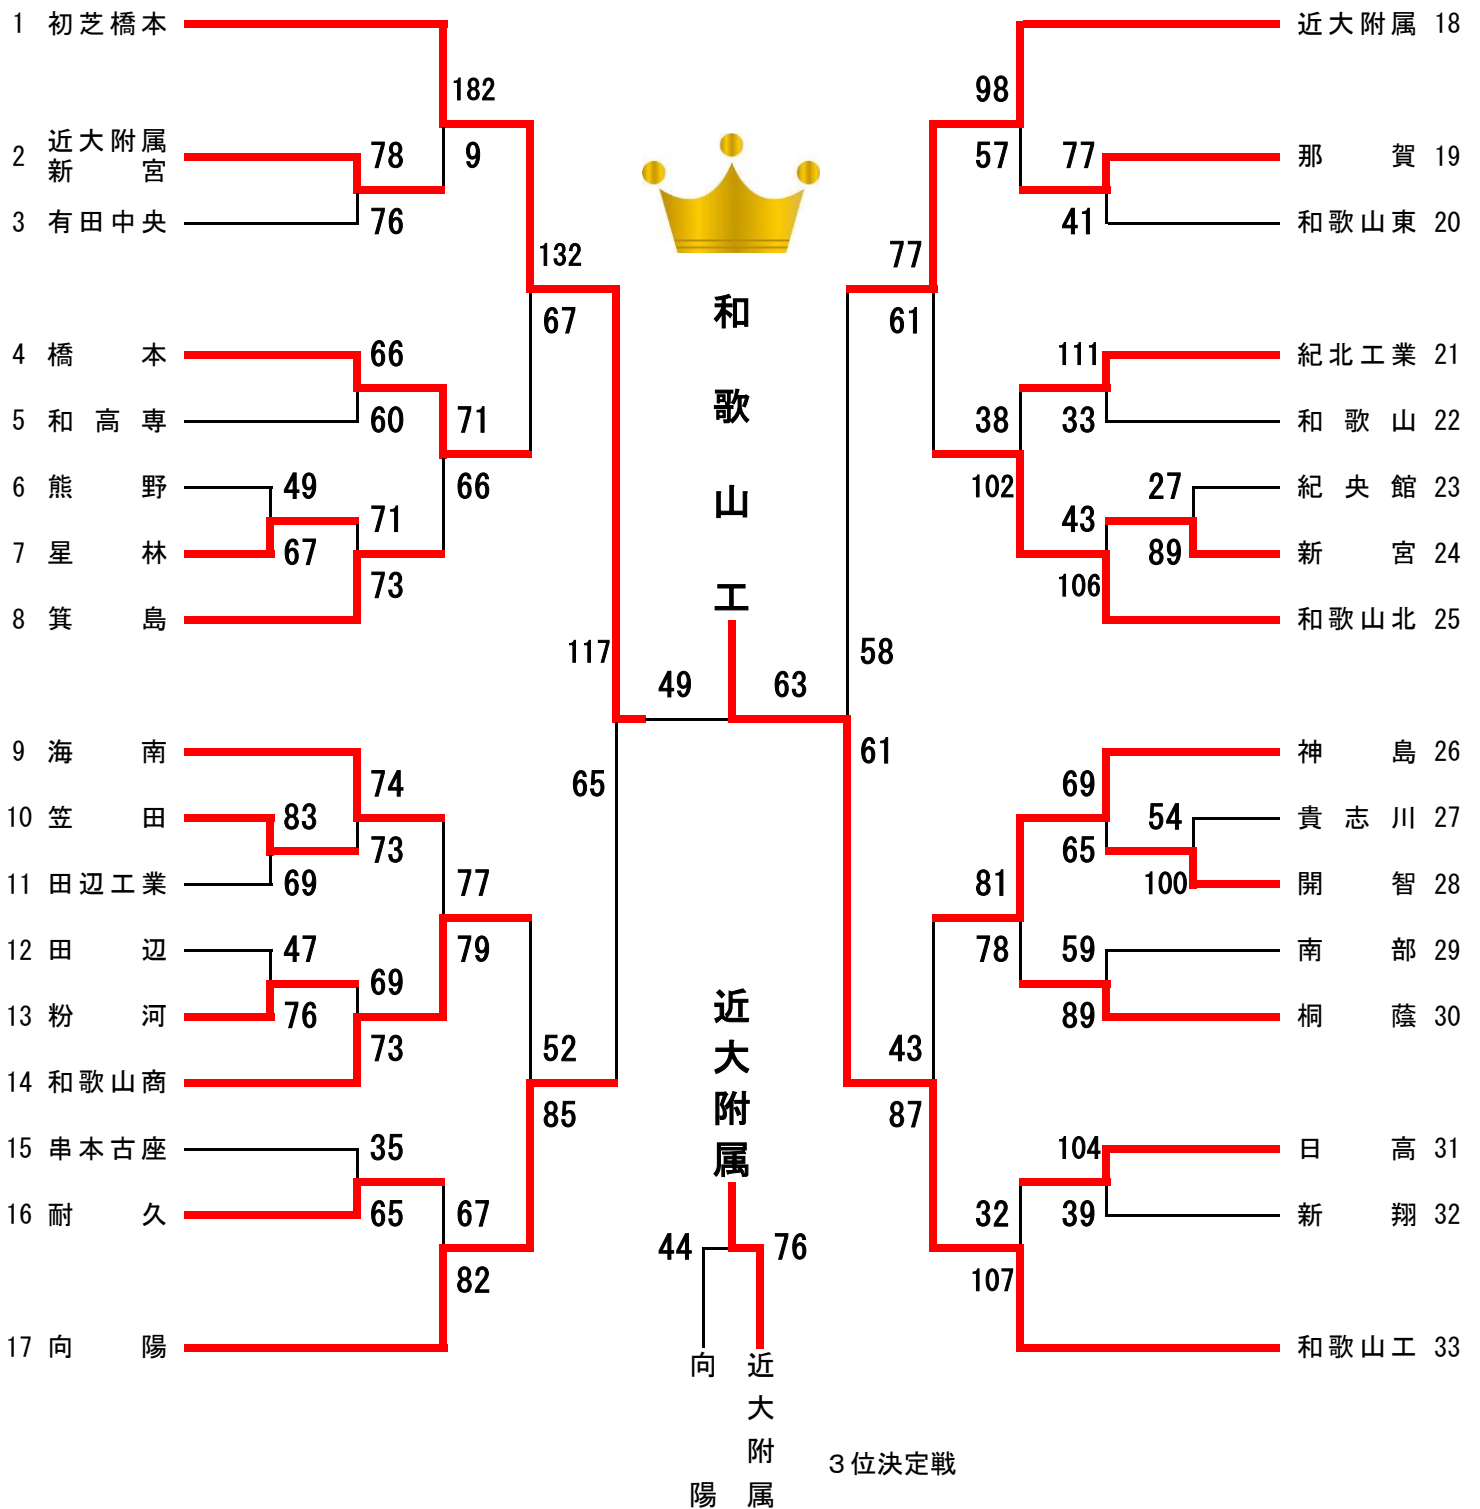 1 初芝橋本
182
9
2 近大附属新宮
78
76
3 有田中央
132
67
4 橋本
66
60
5 和高専
71
66
6 熊野
49
67
7 星林
71
73
8 箕島
117
65
9 海南
74
73
10 笠田
83
69
11 田辺工業
77
79
12 田辺
47
76
13 粉河
69
73
14 和歌山商
52
85
15 串本古座
35
65
16 耐久
67
82
17 向陽
和歌山工
49 63
近大附属
44 76
向陽
近大附属
3位決定戦
近大附属 18
98
57
那賀 19
77
41
和歌山東 20
77
61
紀北工業 21
111
33
和歌山 22
38
102
紀央館 23
27
89
新宮 24
43
106
和歌山北 25
58
61
神島 26
69
65
貴志川 27
54
100
開智 28
81
78
南部 29
59
89
桐蔭 30
43
87
日高 31
104
39
新翔 32
32
107
和歌山工 33